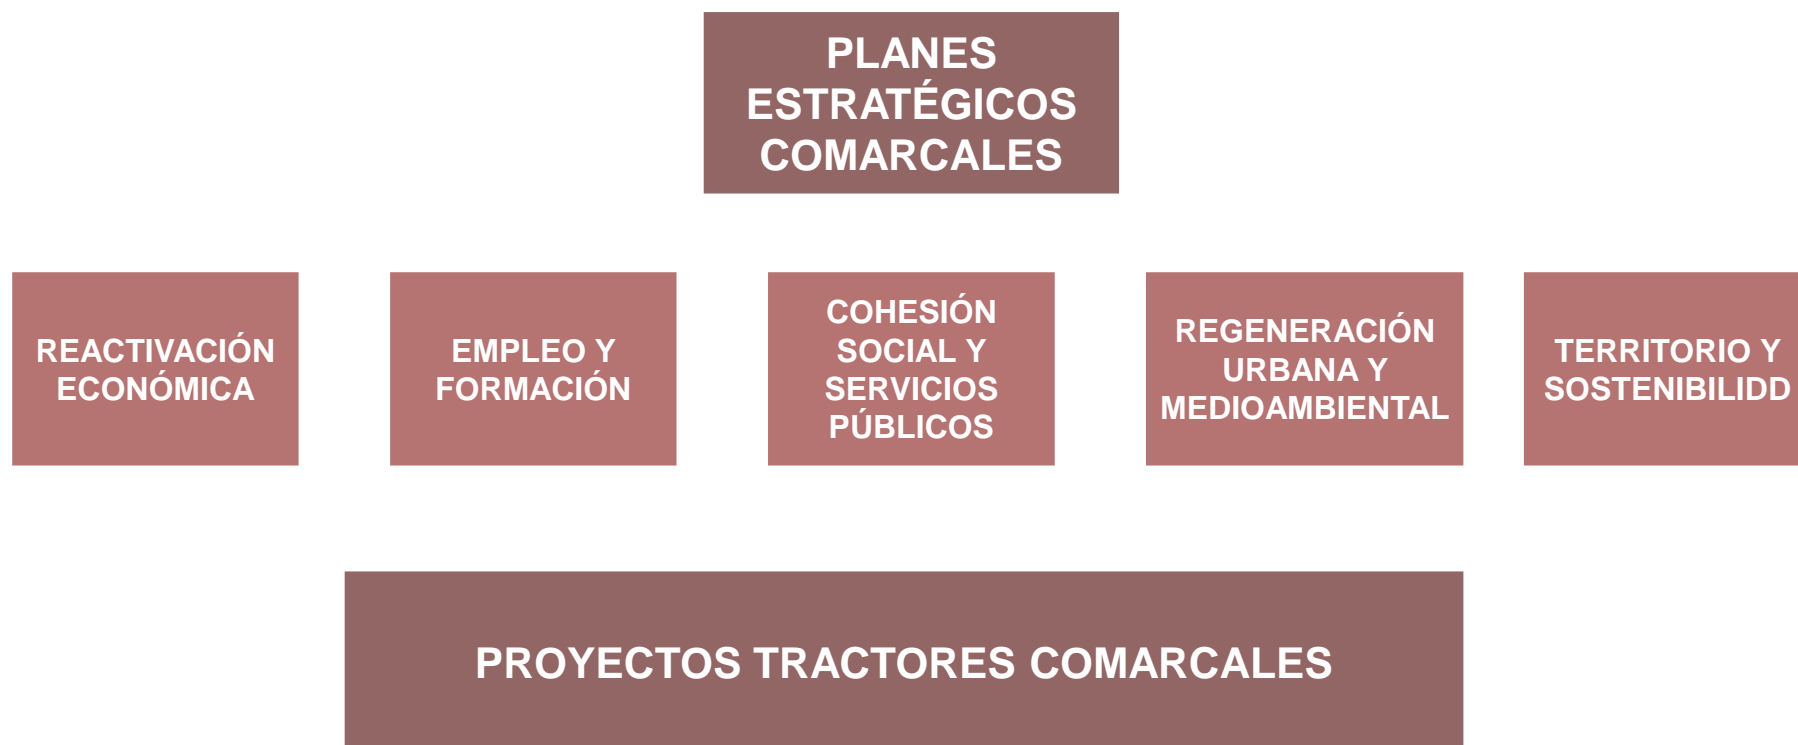 PLANES
ESTRATÉGICOS
COMARCALES
REACTIVACIÓN
ECONÓMICA
EMPLEO Y
FORMACIÓN
COHESIÓN
SOCIAL Y
SERVICIOS
PÚBLICOS
REGENERACIÓN
URBANA Y
MEDIOAMBIENTAL
TERRITORIO Y
SOSTENIBILIDD
PROYECTOS TRACTORES COMARCALES